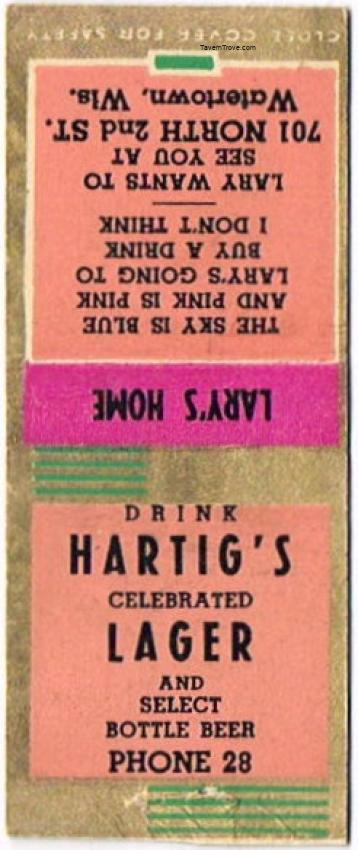 TavernTrove.com
CLOSE COVER FOR SAFETY
THE SKY IS BLUE
AND PINK IS PINK
LARY'S GOING TO
BUY A DRINK
I DON'T THINK
LARY WANTS TO
SEE YOU AT
701 NORTH 2nd ST.
Watertown, Wis.
LARY'S HOME
DRINK
HARTIG'S
CELEBRATED
LAGER
AND
SELECT
BOTTLE BEER
PHONE 28